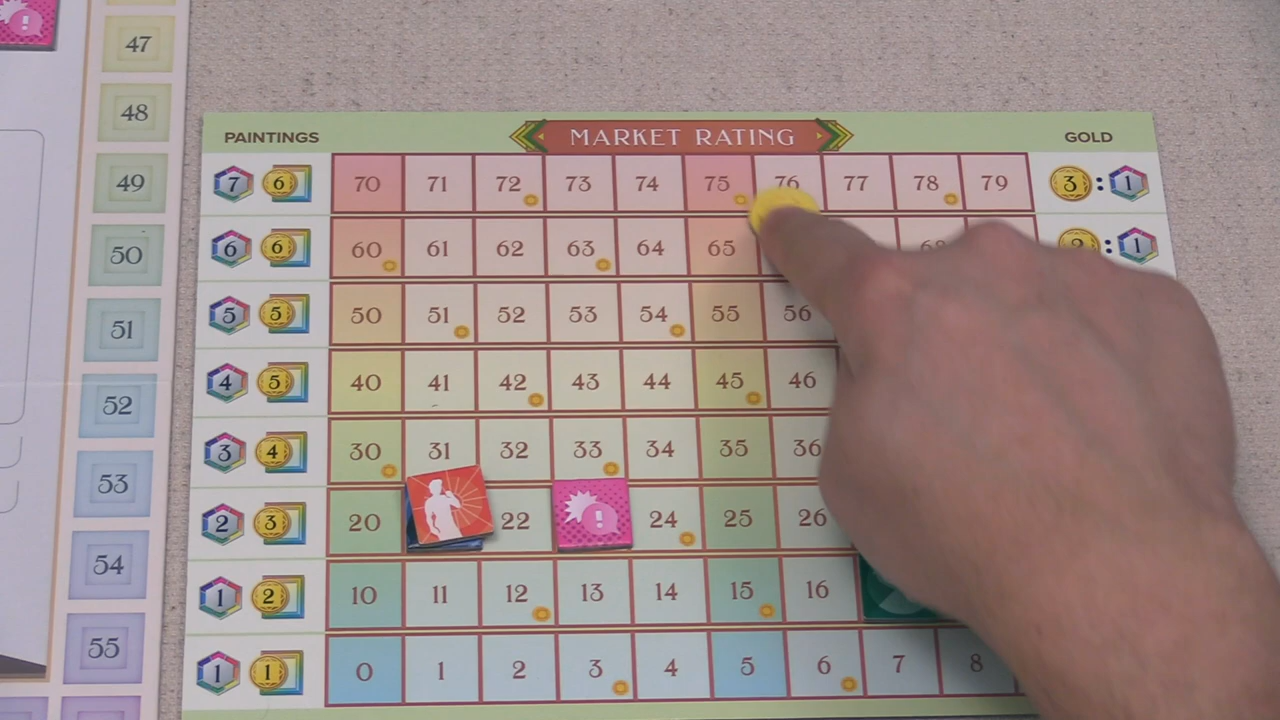 47
48
49
50
51
52
53
54
55
PAINTINGS MARKET RATING GOLD
7 6 70 71 72 73 74 75 76 77 78 79 3 : 1
6 6 60 61 62 63 64 65 : 1
5 5 50 51 52 53 54 55 56
4 5 40 41 42 43 44 45 46
3 4 30 31 32 33 34 35 36
2 3 20 22 ! 24 25 26
1 2 10 11 12 13 14 15 16
1 1 0 1 2 3 4 5 6 7 8